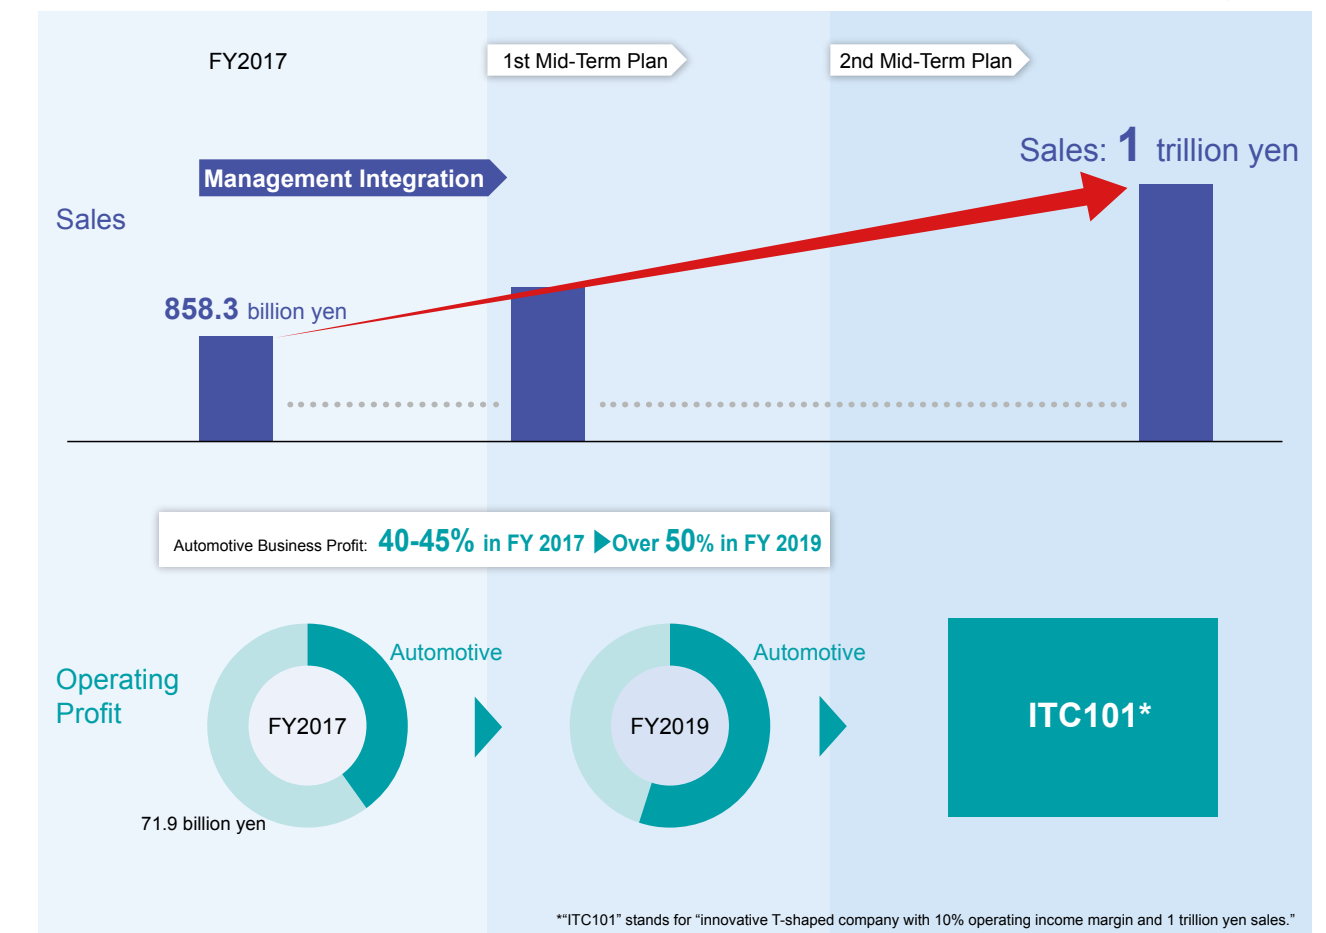 FY2017
1st Mid-Term Plan
2nd Mid-Term Plan
Sales: 1 trillion yen
Management Integration
Sales
858.3 billion yen
Automotive Business Profit: 40-45% in FY 2017 ▶Over 50% in FY 2019
Automotive
Automotive
Operating
Profit
FY2017
FY2019
ITC101*
71.9 billion yen
*“ITC101” stands for “innovative T-shaped company with 10% operating income margin and 1 trillion yen sales.”